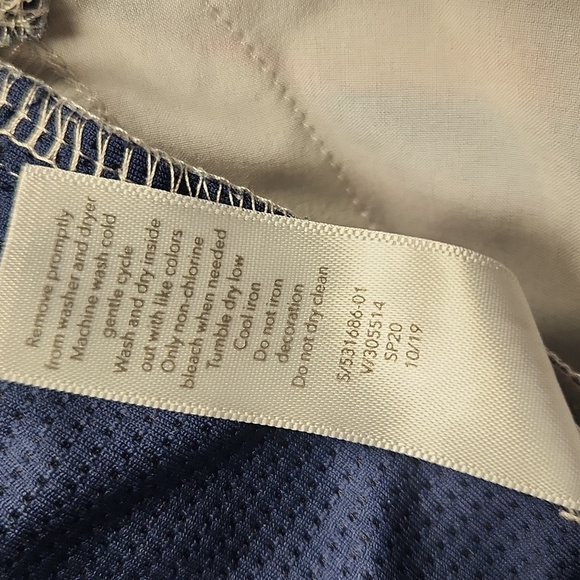 Remove promptly
from washer and dryer
Machine wash cold
gentle cycle
Wash and dry inside
out with like colors
Only non-chlorine
bleach when needed
Tumble dry low
Cool iron
Do not iron
decoration
Do not dry clean
S/531686-01
V/305514
SP20
10/19